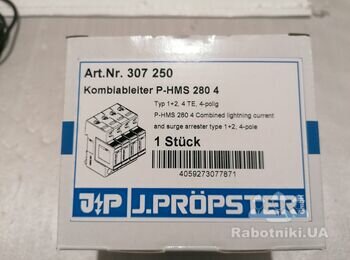 Art.Nr. 307 250
Kombiableiter P-HMS 280 4
Typ 1+2, 4 TE, 4-polig
P-HMS 280 4 Combined lightning current
and surge arrester type 1+2, 4-pole
1 Stück
4059273077871
J.PRÖPSTER
GmbH
Rabotniki.UA